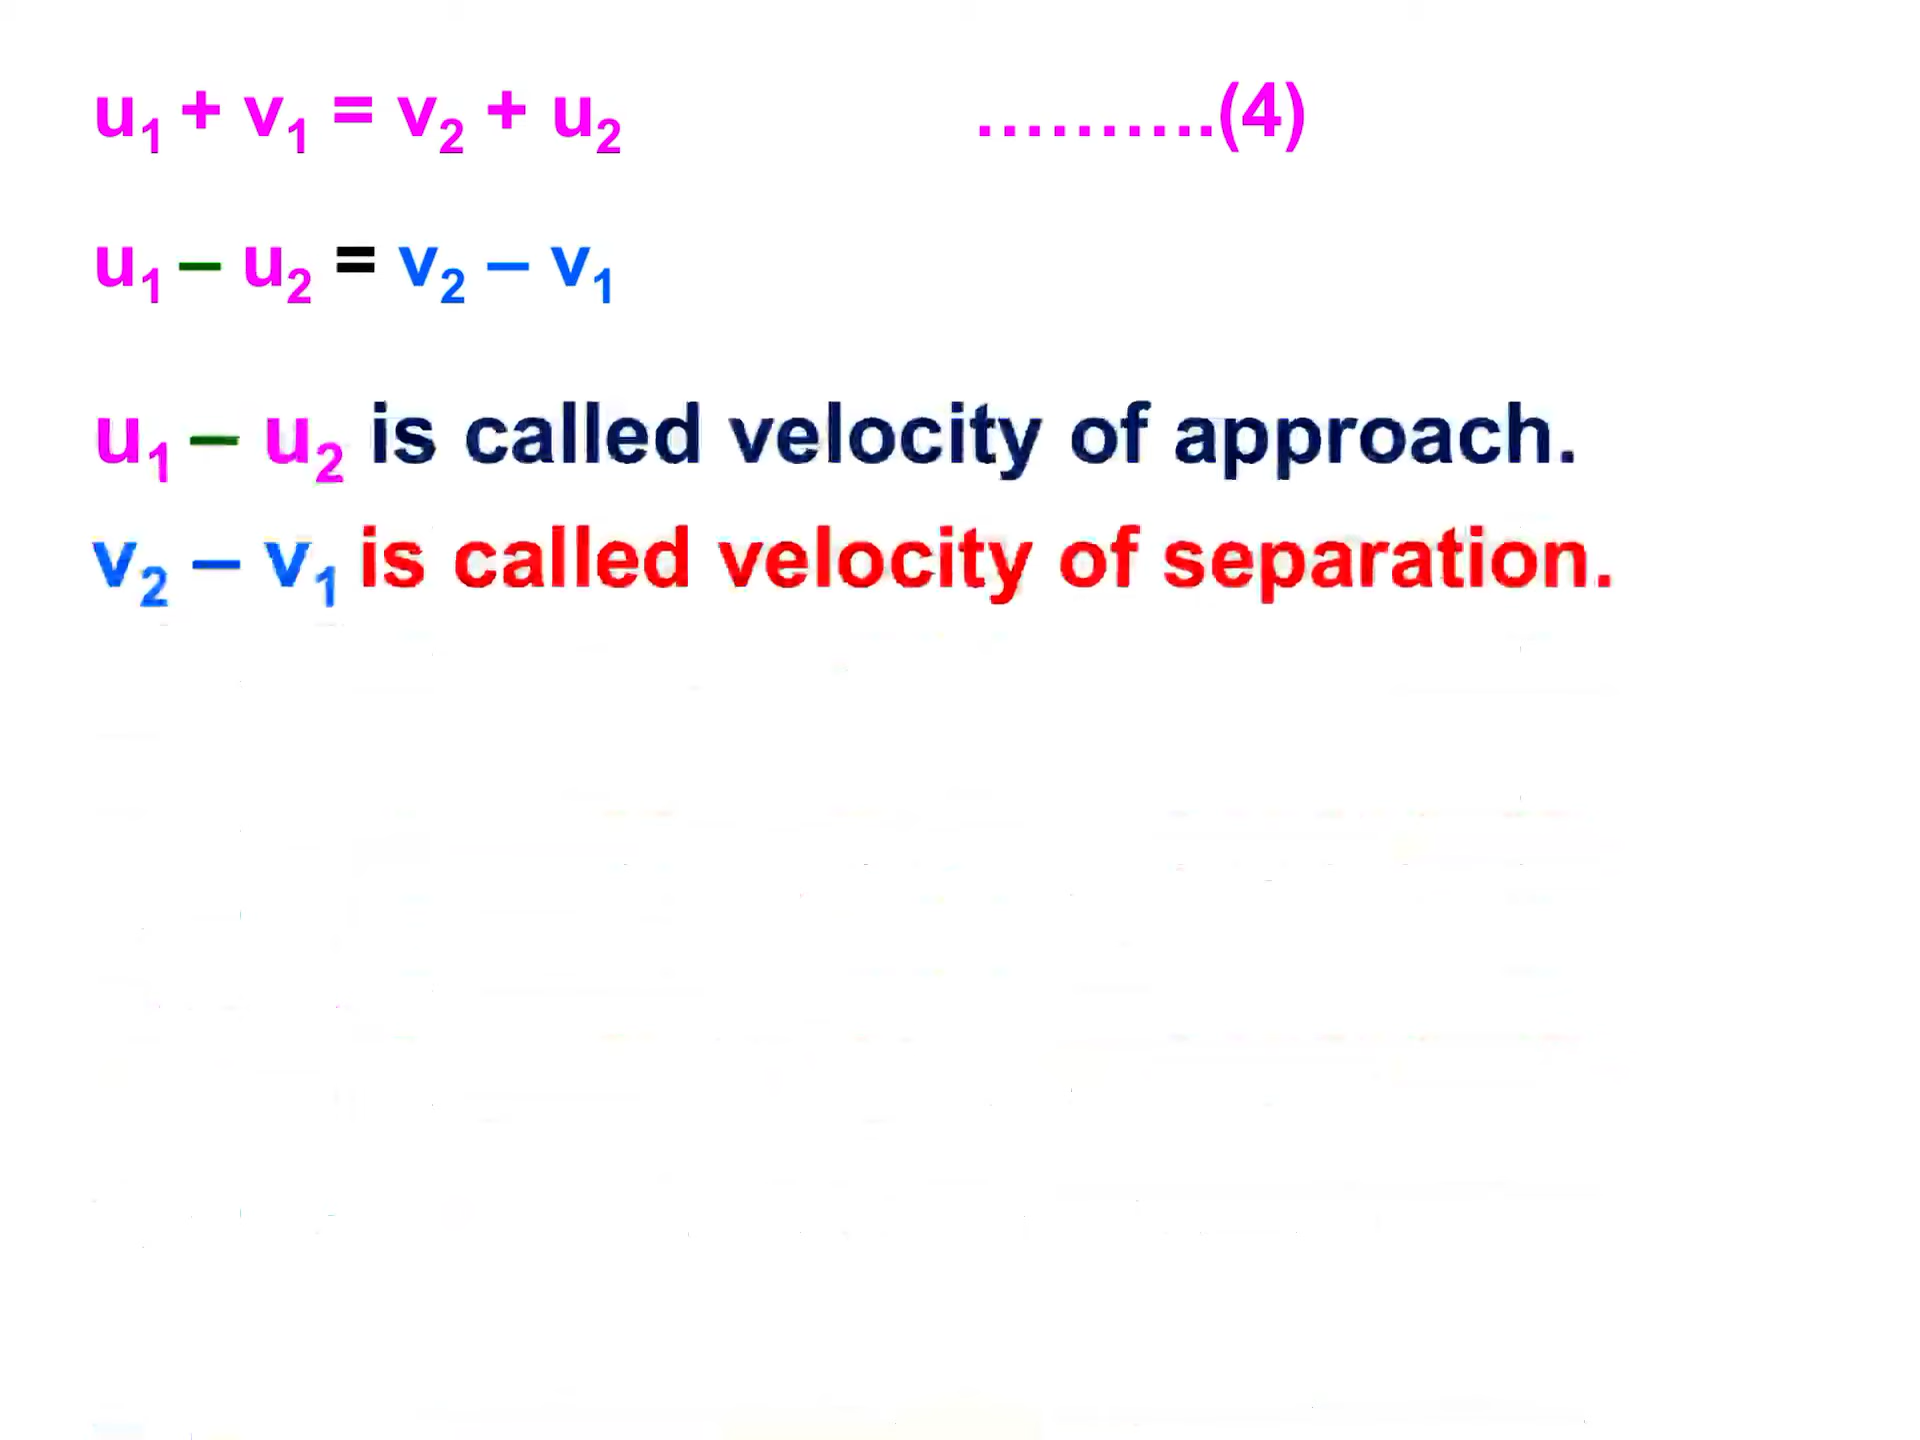 u₁ + v₁ = v₂ + u₂ ……….(4)
u₁ – u₂ = v₂ – v₁
u₁ – u₂ is called velocity of approach.
v₂ – v₁ is called velocity of separation.